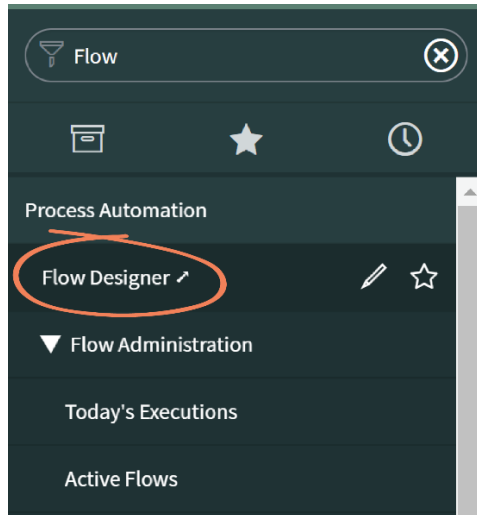 Flow
Process Automation
Flow Designer
Flow Administration
Today's Executions
Active Flows